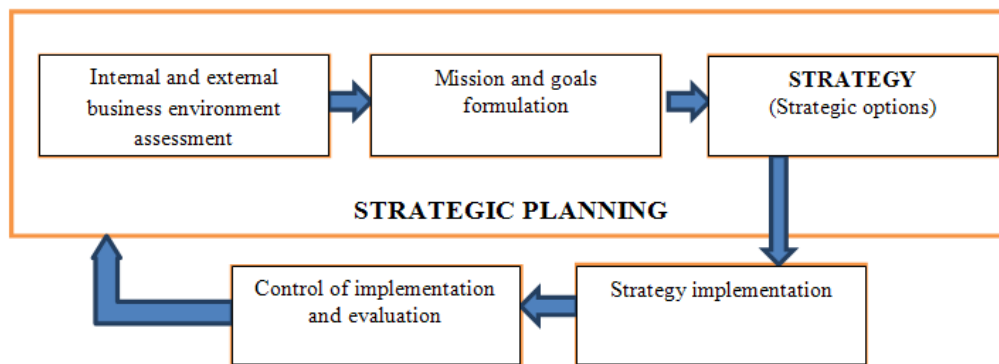 Internal and external
business environment
assessment
Mission and goals
formulation
STRATEGY
(Strategic options)
STRATEGIC PLANNING
Control of implementation
and evaluation
Strategy implementation